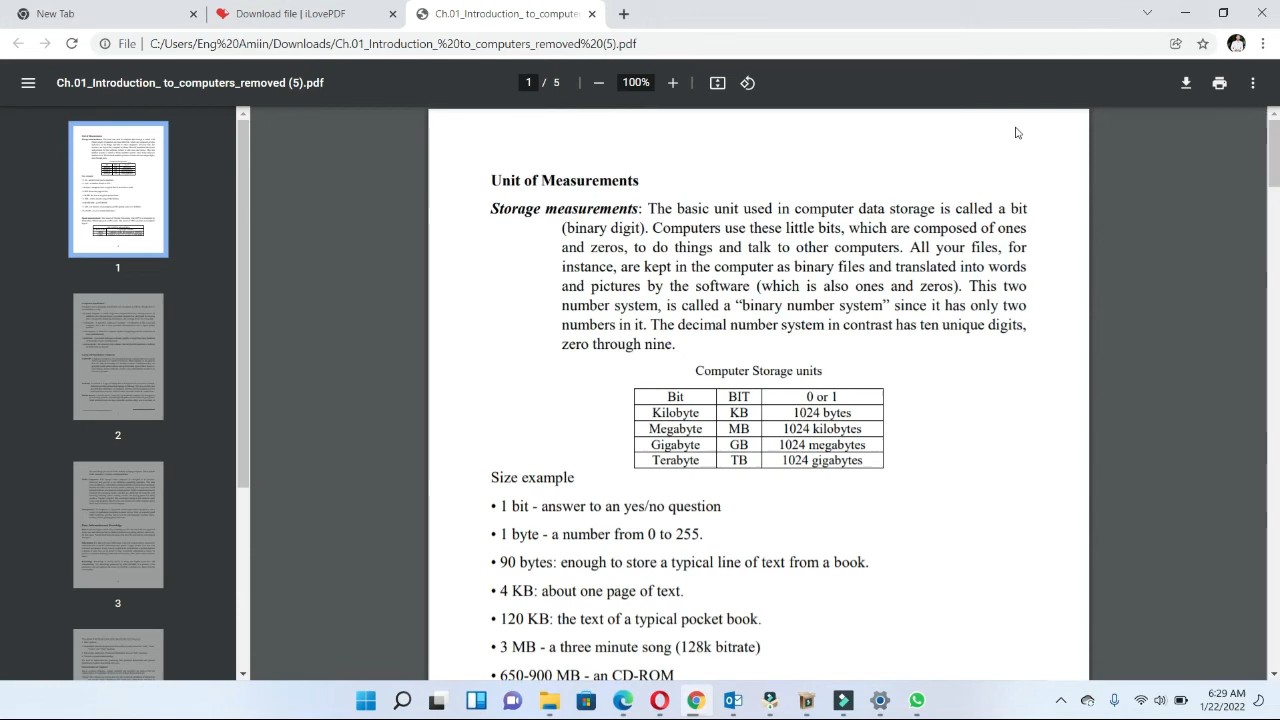 New Tab
Download file | iLovePDF
Ch.01_Introduction_ to_compute
File | C:/Users/Eng%20Amiin/Downloads/Ch.01_Introduction_%20to_computers_removed%20(5).pdf
Ch.01_Introduction_ to_computers_removed (5).pdf
1 / 5
100%
1
2
3
Unit of Measurements
Storage measurements: The basic unit used in computer data storage is called a bit
(binary digit). Computers use these little bits, which are composed of ones
and zeros, to do things and talk to other computers. All your files, for
instance, are kept in the computer as binary files and translated into words
and pictures by the software (which is also ones and zeros). This two
number system, is called a “binary number system” since it has only two
numbers in it. The decimal number system in contrast has ten unique digits,
zero through nine.
Computer Storage units
Bit BIT 0 or 1
Kilobyte KB 1024 bytes
Megabyte MB 1024 kilobytes
Gigabyte GB 1024 megabytes
Terabyte TB 1024 gigabytes
Size example
• 1 bit - answer to an yes/no question
• 1 byte - a number from 0 to 255.
• 90 bytes: enough to store a typical line of text from a book.
• 4 KB: about one page of text.
• 120 KB: the text of a typical pocket book.
• 3 MB - a three minute song (128k bitrate)
MB - an CD-ROM
6:29 AM
1/22/2022